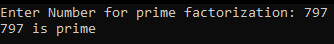 Enter Number for prime factorization: 797
797 is prime